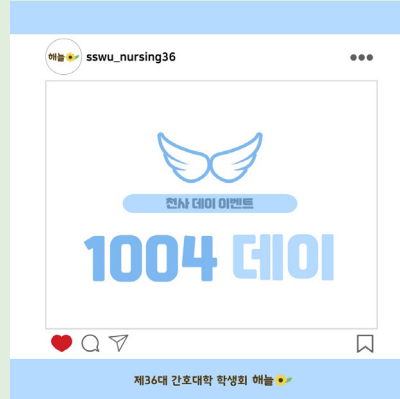 해늘
sswu_nursing36
천사 데이 이벤트
1004 데이
제36대 간호대학 학생회 해늘